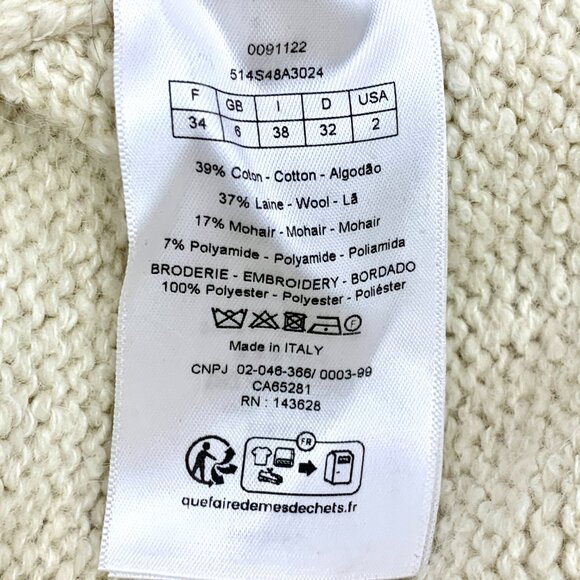 0091122
514S48A3024
F GB I D USA
34 6 38 32 2
39% Coton - Cotton - Algodão
37% Laine - Wool - Lã
17% Mohair - Mohair - Mohair
7% Polyamide - Polyamide - Poliamida
BRODERIE - EMBROIDERY - BORDADO
100% Polyester - Polyester - Poliéster
F
Made in ITALY
CNPJ 02-046-366/ 0003-99
CA65281
RN : 143628
FR
quefairedemesdechets.fr